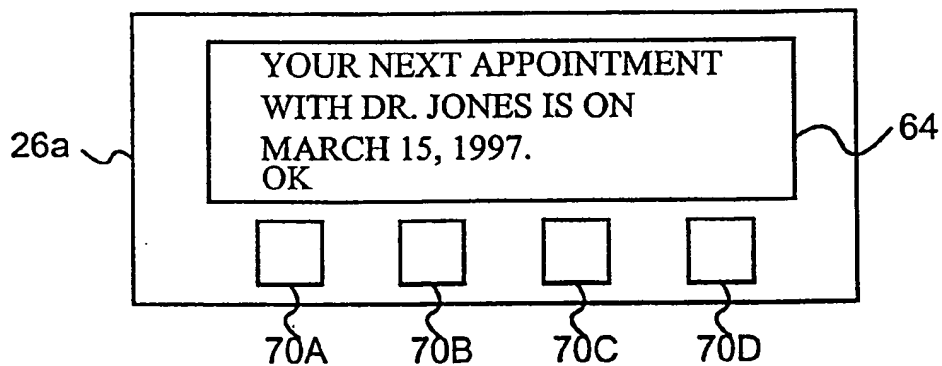 YOUR NEXT APPOINTMENT
WITH DR. JONES IS ON
MARCH 15, 1997.
OK
26a
64
70A 70B 70C 70D